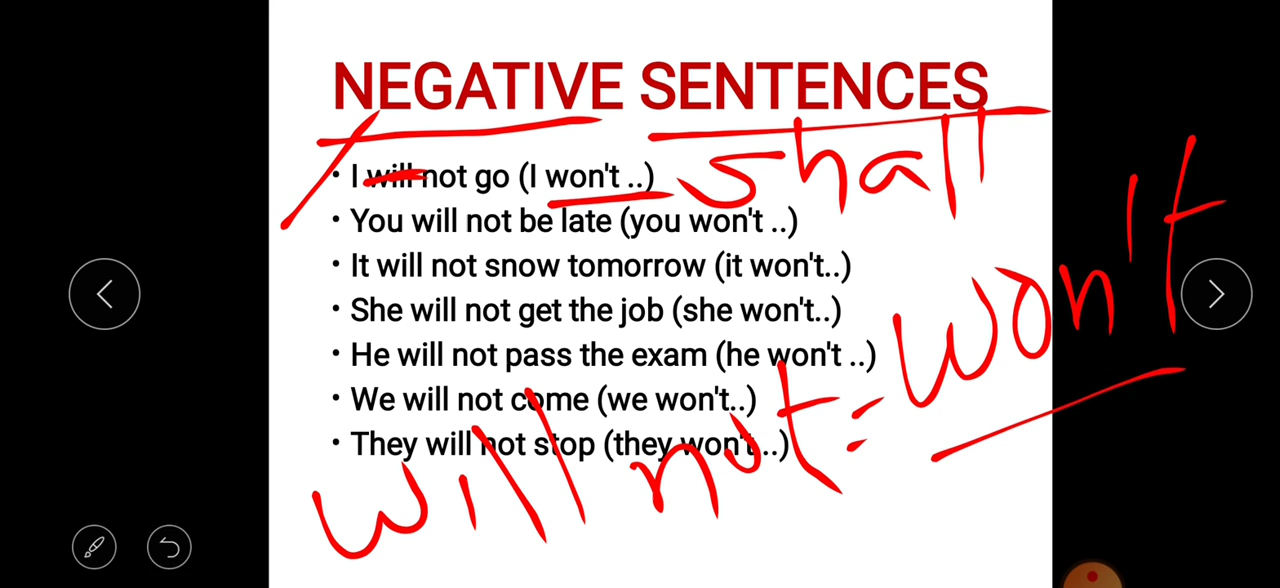 NEGATIVE SENTENCES
• I will not go (I won't ..) shall
• You will not be late (you won't ..)
• It will not snow tomorrow (it won't..)
• She will not get the job (she won't..)
• He will not pass the exam (he won't ..)
• We will not come (we won't..)
• They will not stop (they won't ..)
will not = won't